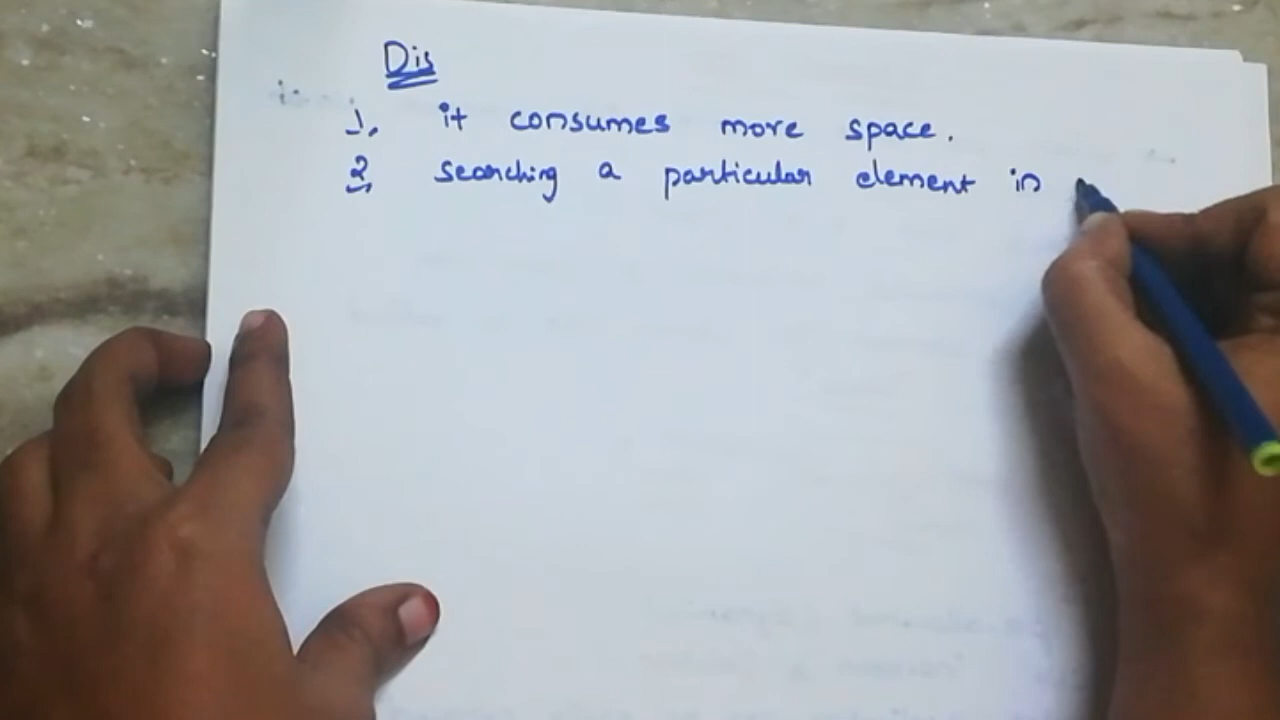 Dis
1. it consumes more space.
2, searching a particular element in